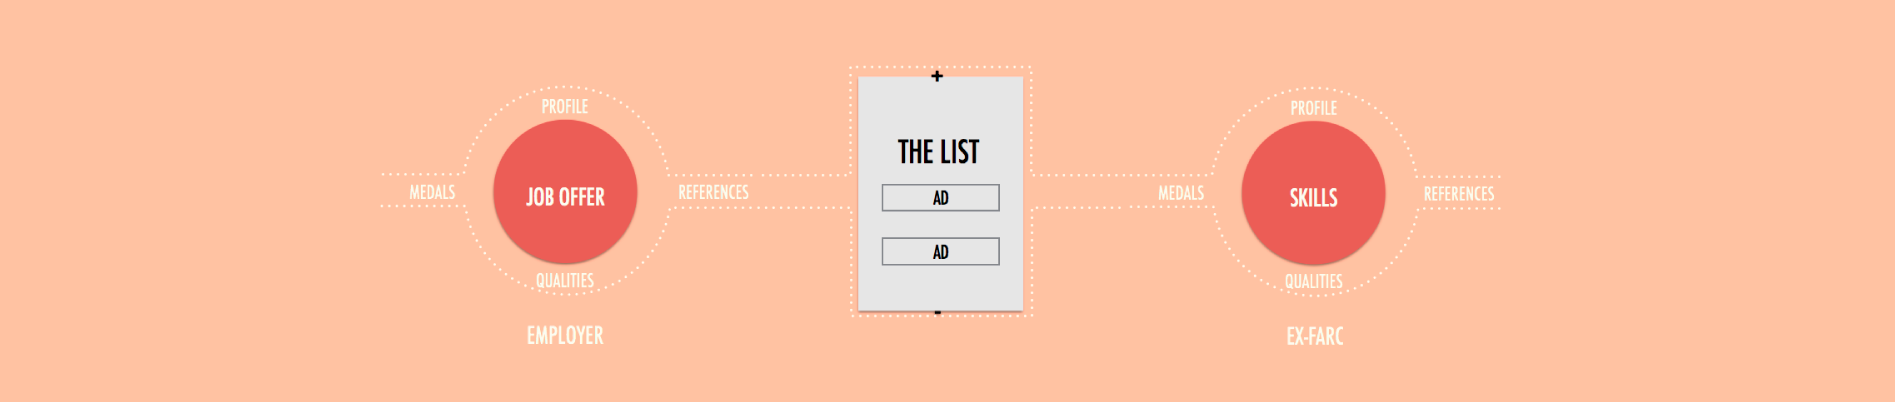 PROFILE
MEDALS
JOB OFFER
REFERENCES
QUALITIES
EMPLOYER
+
THE LIST
AD
AD
-
PROFILE
MEDALS
SKILLS
REFERENCES
QUALITIES
EX-FARC